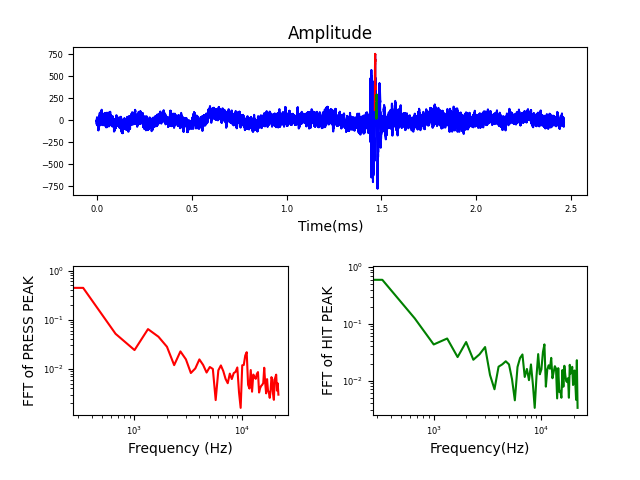 Amplitude
750
500
250
0
−250
−500
−750
0.0 0.5 1.0 1.5 2.0 2.5
Time(ms)
FFT of PRESS PEAK
10⁰
10⁻¹
10⁻²
10³ 10⁴
Frequency (Hz)
FFT of HIT PEAK
10⁰
10⁻¹
10⁻²
10³ 10⁴
Frequency(Hz)